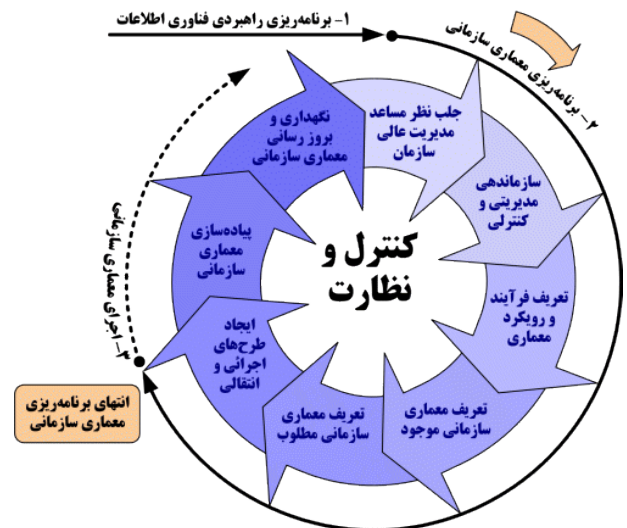 ۱- برنامه‌ریزی راهبردی فناوری اطلاعات
۲- برنامه‌ریزی معماری سازمانی
جلب نظر مساعد
مدیریت عالی
سازمان
سازماندهی
مدیریتی و
کنترلی
تعریف فرآیند
و رویکرد
معماری
تعریف معماری
سازمانی موجود
تعریف معماری
سازمانی مطلوب
ایجاد
طرح‌های
اجرائی و
انتقالی
پیاده‌سازی
معماری
سازمانی
نگهداری و
بروز رسانی
معماری سازمانی
کنترل و
نظارت
۳- اجرای معماری سازمانی
انتهای برنامه‌ریزی
معماری سازمانی